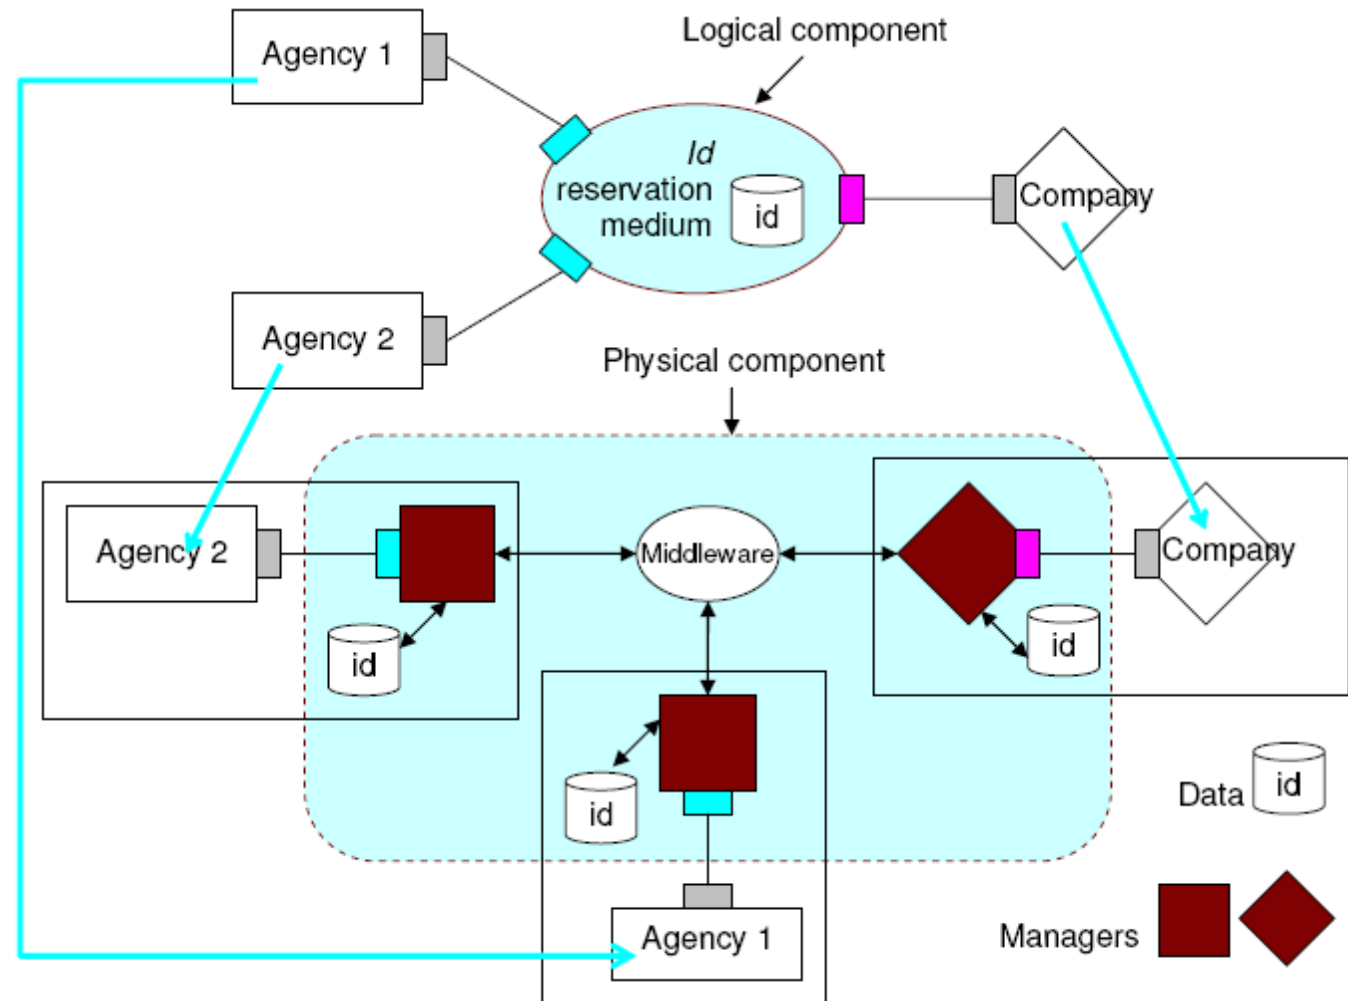 Agency 1
Logical component
Id
reservation
medium
id
Company
Agency 2
Physical component
Agency 2
Middleware
Company
id
id
id
Data
id
Agency 1
Managers